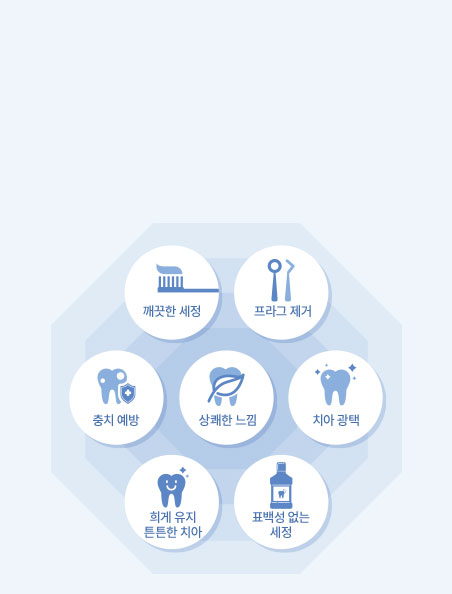 깨끗한 세정
프라그 제거
충치 예방
상쾌한 느낌
치아 광택
희게 유지
튼튼한 치아
표백성 없는
세정